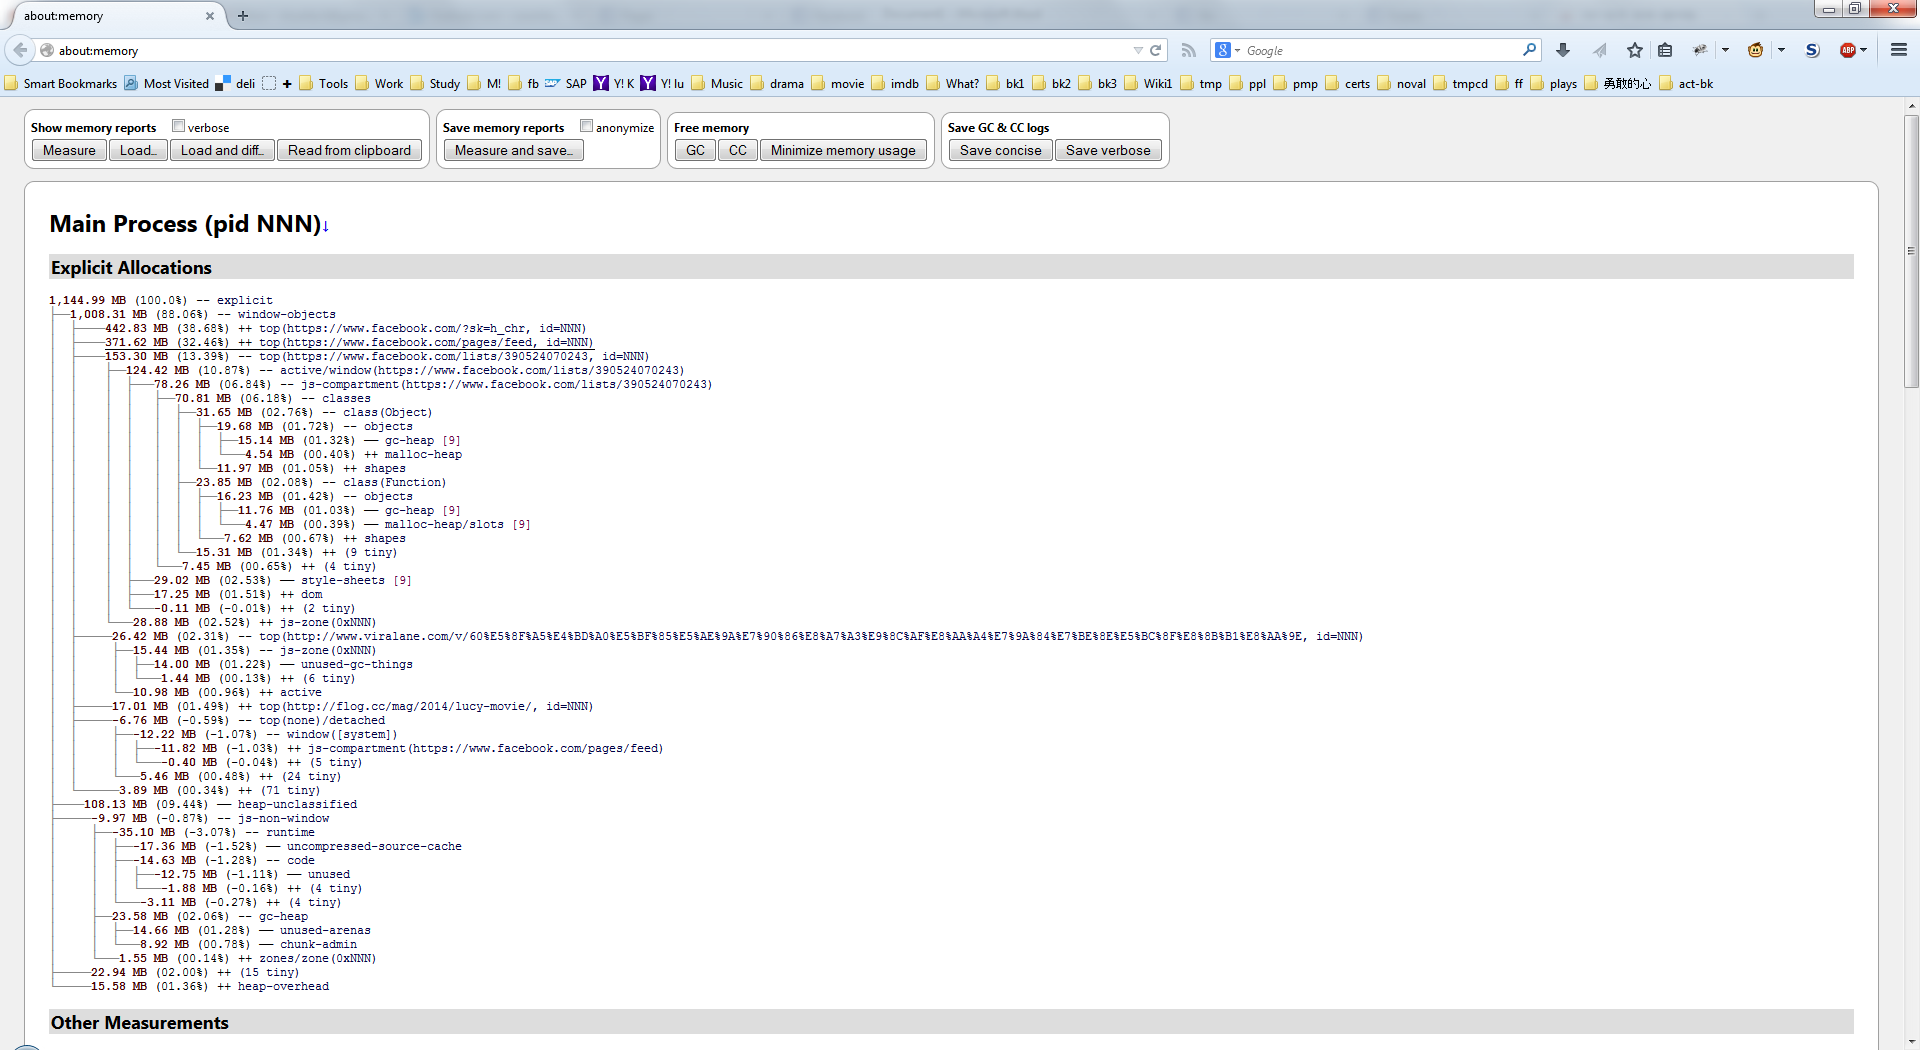 about:memory
about:memory
Google
Smart Bookmarks Most Visited deli Tools Work Study M! fb SAP Y! K Y! lu Music drama movie imdb What? bk1 bk2 bk3 Wiki1 tmp ppl pmp certs noval tmpcd ff plays 勇敢的心 act-bk
Show memory reports verbose
Measure Load... Load and diff... Read from clipboard
Save memory reports anonymize
Measure and save...
Free memory
GC CC Minimize memory usage
Save GC & CC logs
Save concise Save verbose
Main Process (pid NNN)↓
Explicit Allocations
1,144.99 MB (100.0%) -- explicit
├──1,008.31 MB (88.06%) -- window-objects
│ ├────442.83 MB (38.68%) ++ top(https://www.facebook.com/?sk=h_chr, id=NNN)
│ ├────371.62 MB (32.46%) ++ top(https://www.facebook.com/pages/feed, id=NNN)
│ ├────153.30 MB (13.39%) -- top(https://www.facebook.com/lists/390524070243, id=NNN)
│ │ ├──124.42 MB (10.87%) -- active/window(https://www.facebook.com/lists/390524070243)
│ │ │ ├───78.26 MB (06.84%) -- js-compartment(https://www.facebook.com/lists/390524070243)
│ │ │ │ ├──70.81 MB (06.18%) -- classes
│ │ │ │ │ ├──31.65 MB (02.76%) -- class(Object)
│ │ │ │ │ │ ├──19.68 MB (01.72%) -- objects
│ │ │ │ │ │ │ ├──15.14 MB (01.32%) ── gc-heap [9]
│ │ │ │ │ │ │ └───4.54 MB (00.40%) ++ malloc-heap
│ │ │ │ │ │ └──11.97 MB (01.05%) ++ shapes
│ │ │ │ │ ├──23.85 MB (02.08%) -- class(Function)
│ │ │ │ │ │ ├──16.23 MB (01.42%) -- objects
│ │ │ │ │ │ │ ├──11.76 MB (01.03%) ── gc-heap [9]
│ │ │ │ │ │ │ └───4.47 MB (00.39%) ── malloc-heap/slots [9]
│ │ │ │ │ │ └───7.62 MB (00.67%) ++ shapes
│ │ │ │ │ └──15.31 MB (01.34%) ++ (9 tiny)
│ │ │ │ └───7.45 MB (00.65%) ++ (4 tiny)
│ │ │ ├───29.02 MB (02.53%) ── style-sheets [9]
│ │ │ ├───17.25 MB (01.51%) ++ dom
│ │ │ └───-0.11 MB (-0.01%) ++ (2 tiny)
│ │ └───28.88 MB (02.52%) ++ js-zone(0xNNN)
│ ├─────26.42 MB (02.31%) -- top(http://www.viralane.com/v/60%E5%8F%A5%E4%BD%A0%E5%BF%85%E5%AE%9A%E7%90%86%E8%A7%A3%E9%8C%AF%E8%AA%A4%E7%9A%84%E7%BE%8E%E5%BC%8F%E8%8B%B1%E8%AA%9E, id=NNN)
│ │ ├──15.44 MB (01.35%) -- js-zone(0xNNN)
│ │ │ ├──14.00 MB (01.22%) ── unused-gc-things
│ │ │ └───1.44 MB (00.13%) ++ (6 tiny)
│ │ └──10.98 MB (00.96%) ++ active
│ ├─────17.01 MB (01.49%) ++ top(http://flog.cc/mag/2014/lucy-movie/, id=NNN)
│ ├─────-6.76 MB (-0.59%) -- top(none)/detached
│ │ ├──-12.22 MB (-1.07%) -- window([system])
│ │ │ ├──-11.82 MB (-1.03%) ++ js-compartment(https://www.facebook.com/pages/feed)
│ │ │ └───-0.40 MB (-0.04%) ++ (5 tiny)
│ │ └───5.46 MB (00.48%) ++ (24 tiny)
│ └──────3.89 MB (00.34%) ++ (71 tiny)
├────108.13 MB (09.44%) ── heap-unclassified
├─────-9.97 MB (-0.87%) -- js-non-window
│ ├──-35.10 MB (-3.07%) -- runtime
│ │ ├──-17.36 MB (-1.52%) ── uncompressed-source-cache
│ │ ├──-14.63 MB (-1.28%) -- code
│ │ │ ├──-12.75 MB (-1.11%) ── unused
│ │ │ └───-1.88 MB (-0.16%) ++ (4 tiny)
│ │ └───-3.11 MB (-0.27%) ++ (4 tiny)
│ ├──23.58 MB (02.06%) -- gc-heap
│ │ ├──14.66 MB (01.28%) ── unused-arenas
│ │ └───8.92 MB (00.78%) ── chunk-admin
│ └───1.55 MB (00.14%) ++ zones/zone(0xNNN)
├─────22.94 MB (02.00%) ++ (15 tiny)
└─────15.58 MB (01.36%) ++ heap-overhead
Other Measurements